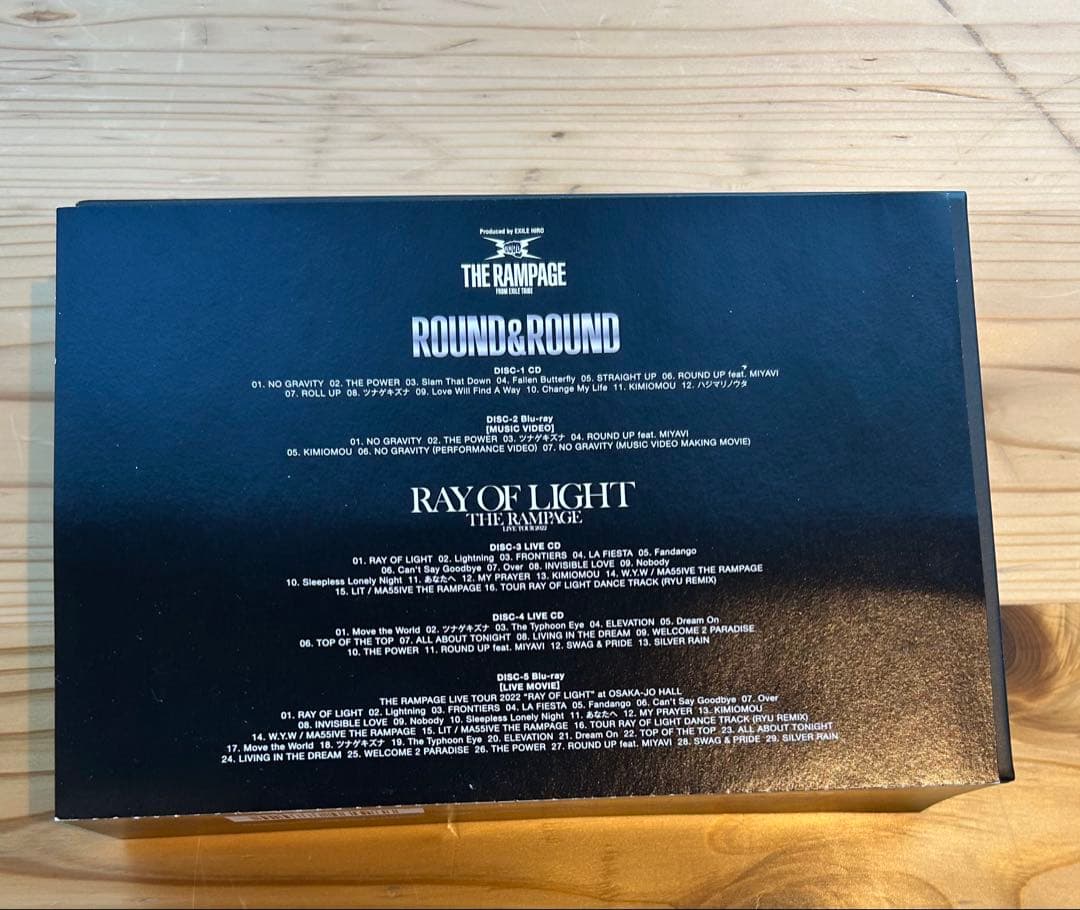 Produced by EXILE HIRO
THE RAMPAGE
FROM EXILE TRIBE
ROUND&ROUND
DISC-1 CD
01. NO GRAVITY 02. THE POWER 03. Slam That Down 04. Fallen Butterfly 05. STRAIGHT UP 06. ROUND UP feat. MIYAVI
07. ROLL UP 08. ツナゲキズナ 09. Love Will Find A Way 10. Change My Life 11. KIMIOMOU 12. ハジマリノウタ
DISC-2 Blu-ray
[MUSIC VIDEO]
01. NO GRAVITY 02. THE POWER 03. ツナゲキズナ 04. ROUND UP feat. MIYAVI
05. KIMIOMOU 06. NO GRAVITY (PERFORMANCE VIDEO) 07. NO GRAVITY (MUSIC VIDEO MAKING MOVIE)
RAY OF LIGHT
THE RAMPAGE
LIVE TOUR 2022
DISC-3 LIVE CD
01. RAY OF LIGHT 02. Lightning 03. FRONTIERS 04. LA FIESTA 05. Fandango
06. Can't Say Goodbye 07. Over 08. INVISIBLE LOVE 09. Nobody
10. Sleepless Lonely Night 11. あなたへ 12. MY PRAYER 13. KIMIOMOU 14. W.Y.W / MA55IVE THE RAMPAGE
15. LIT / MA55IVE THE RAMPAGE 16. TOUR RAY OF LIGHT DANCE TRACK (RYU REMIX)
DISC-4 LIVE CD
01. Move the World 02. ツナゲキズナ 03. The Typhoon Eye 04. ELEVATION 05. Dream On
06. TOP OF THE TOP 07. ALL ABOUT TONIGHT 08. LIVING IN THE DREAM 09. WELCOME 2 PARADISE
10. THE POWER 11. ROUND UP feat. MIYAVI 12. SWAG & PRIDE 13. SILVER RAIN
DISC-5 Blu-ray
[LIVE MOVIE]
THE RAMPAGE LIVE TOUR 2022 "RAY OF LIGHT" at OSAKA-JO HALL
01. RAY OF LIGHT 02. Lightning 03. FRONTIERS 04. LA FIESTA 05. Fandango 06. Can't Say Goodbye 07. Over
08. INVISIBLE LOVE 09. Nobody 10. Sleepless Lonely Night 11. あなたへ 12. MY PRAYER 13. KIMIOMOU
14. W.Y.W / MA55IVE THE RAMPAGE 15. LIT / MA55IVE THE RAMPAGE 16. TOUR RAY OF LIGHT DANCE TRACK (RYU REMIX)
17. Move the World 18. ツナゲキズナ 19. The Typhoon Eye 20. ELEVATION 21. Dream On 22. TOP OF THE TOP 23. ALL ABOUT TONIGHT
24. LIVING IN THE DREAM 25. WELCOME 2 PARADISE 26. THE POWER 27. ROUND UP feat. MIYAVI 28. SWAG & PRIDE 29. SILVER RAIN